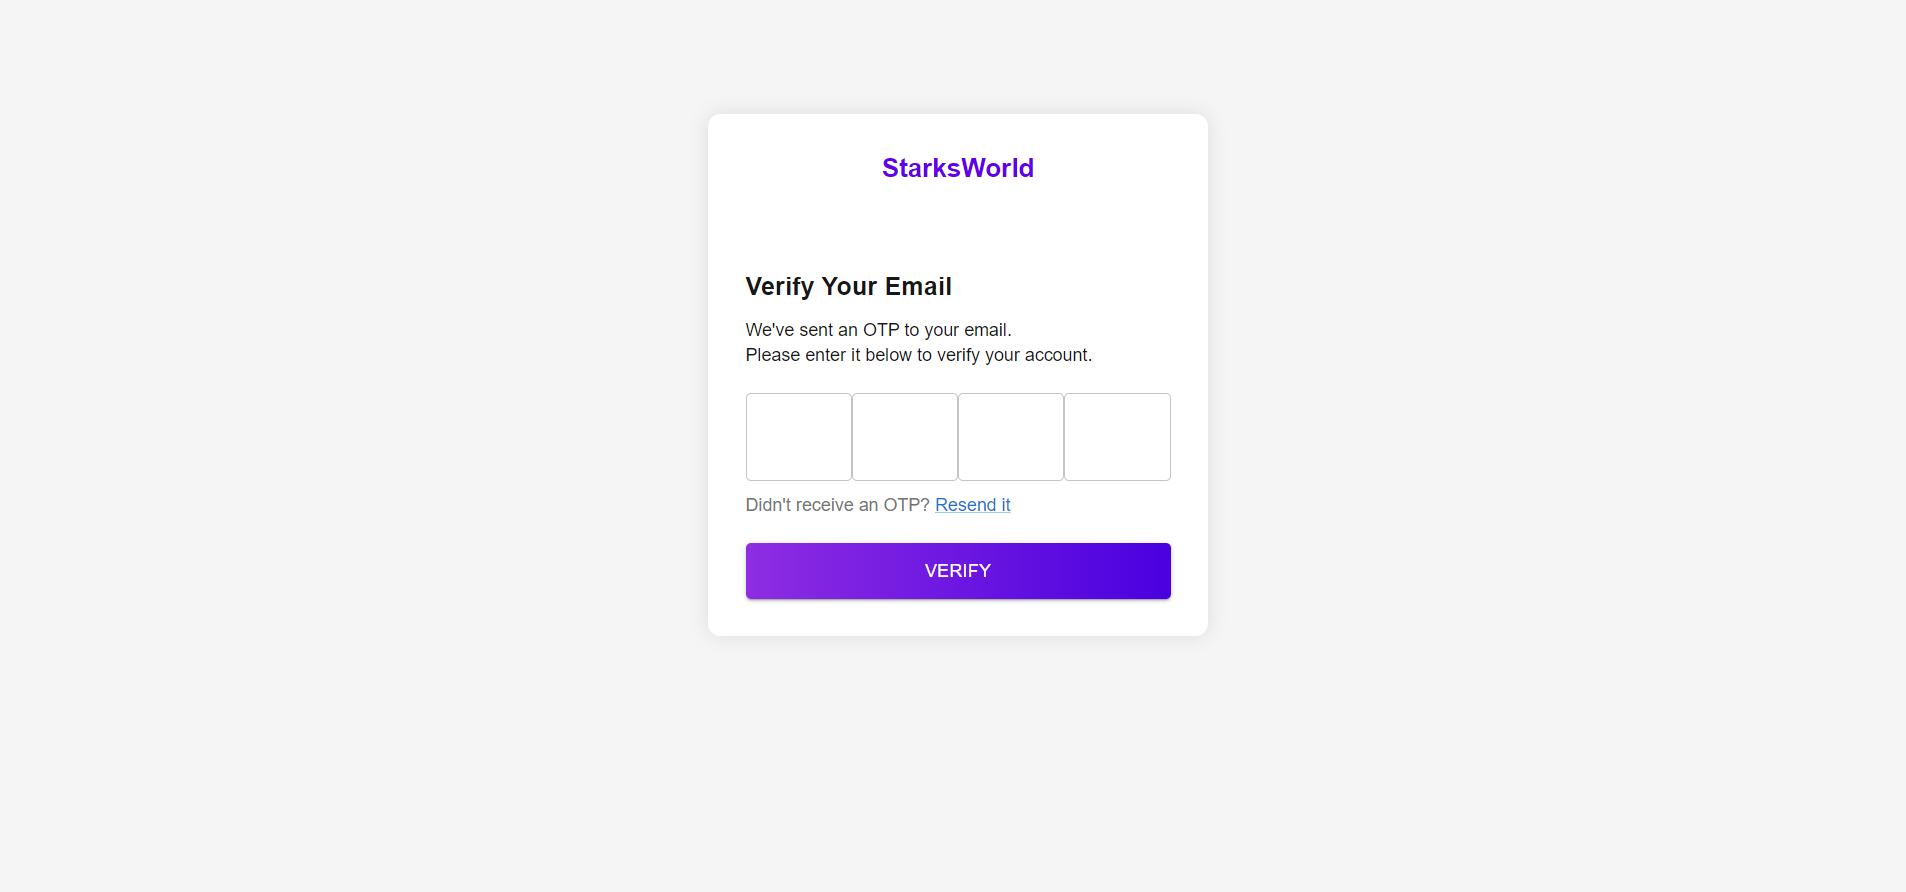 StarksWorld
Verify Your Email
We've sent an OTP to your email.
Please enter it below to verify your account.
Didn't receive an OTP? Resend it
VERIFY